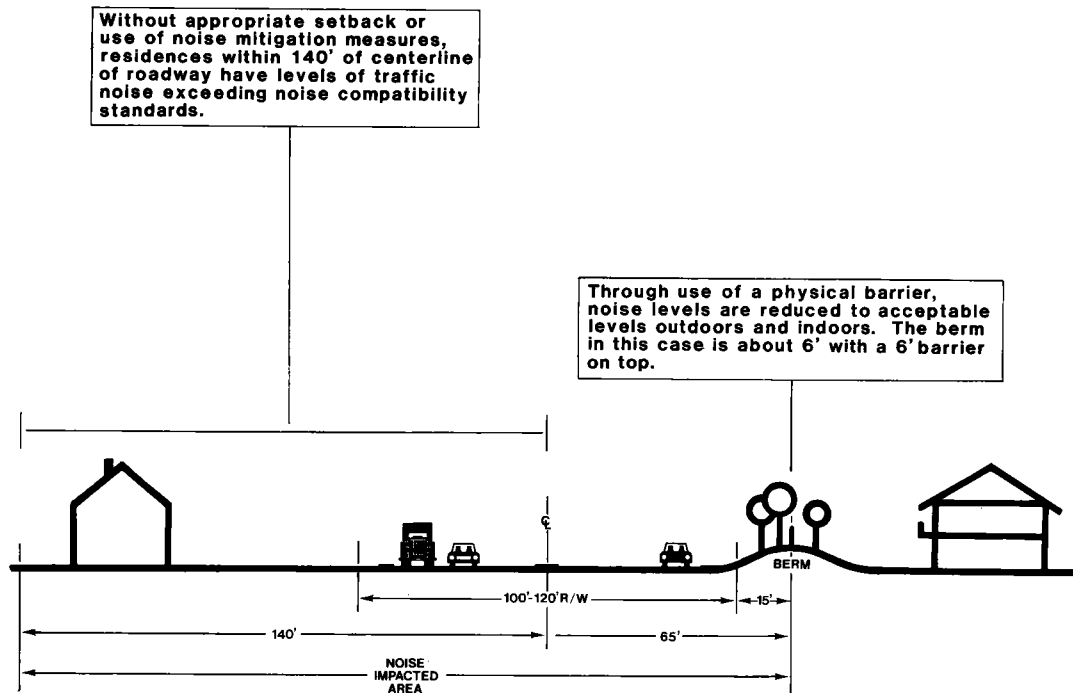 Without appropriate setback or
use of noise mitigation measures,
residences within 140' of centerline
of roadway have levels of traffic
noise exceeding noise compatibility
standards.
Through use of a physical barrier,
noise levels are reduced to acceptable
levels outdoors and indoors. The berm
in this case is about 6' with a 6' barrier
on top.
℄
BERM
100'-120' R/W
15'
140'
65'
NOISE
IMPACTED
AREA